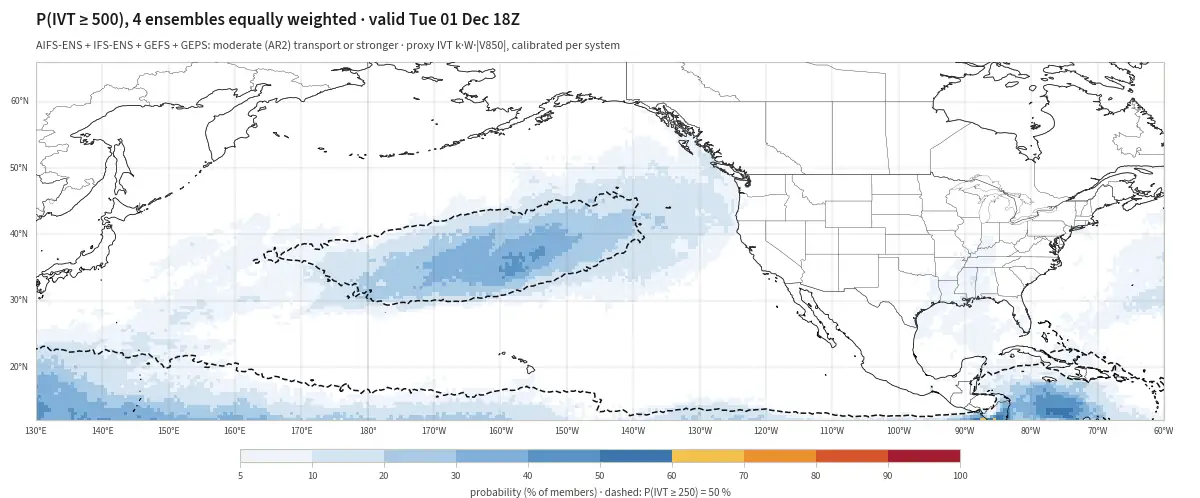 P(IVT ≥ 500), 4 ensembles equally weighted · valid Tue 01 Dec 18Z
AIFS-ENS + IFS-ENS + GEFS + GEPS: moderate (AR2) transport or stronger · proxy IVT k·W·|V850|, calibrated per system
60°N
50°N
40°N
30°N
20°N
130°E 140°E 150°E 160°E 170°E 180° 170°W 160°W 150°W 140°W 130°W 120°W 110°W 100°W 90°W 80°W 70°W 60°W
5 10 20 30 40 50 60 70 80 90 100
probability (% of members) · dashed: P(IVT ≥ 250) = 50 %